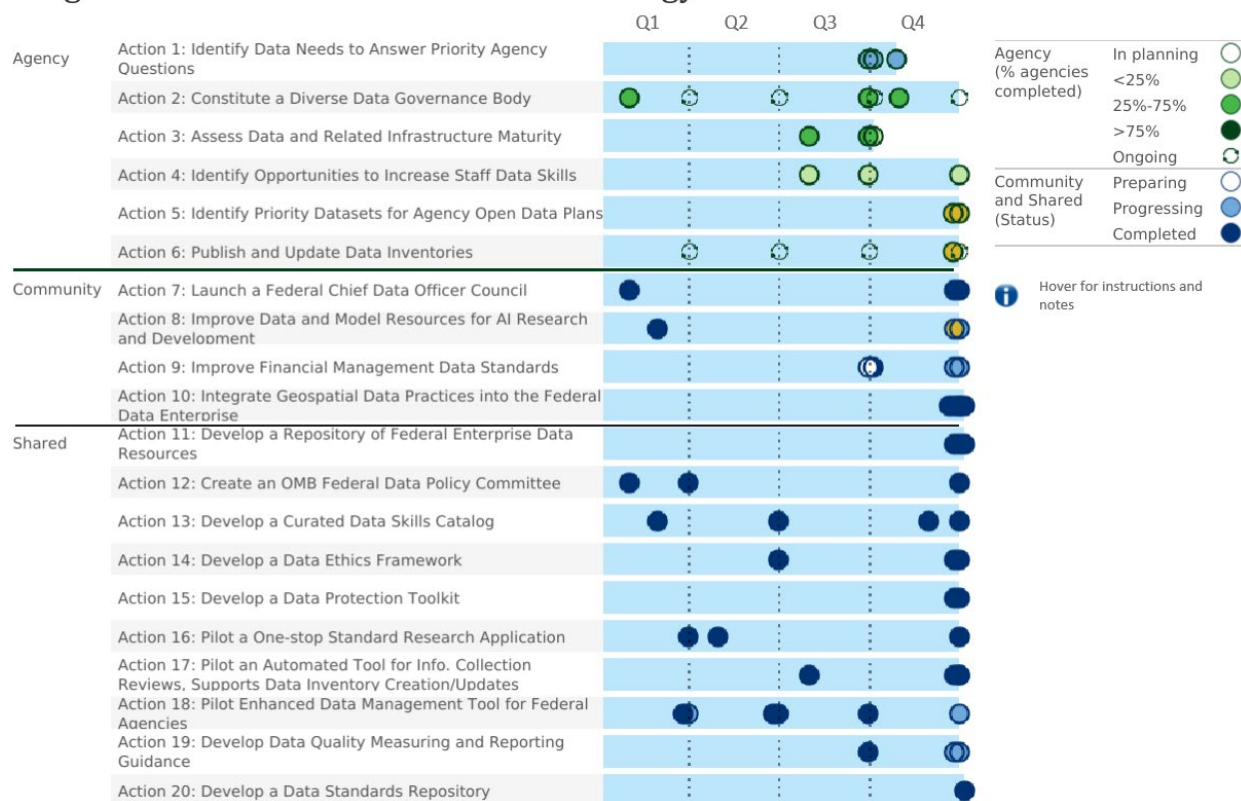 Q1 Q2 Q3 Q4
Agency
Action 1: Identify Data Needs to Answer Priority Agency
Questions
Action 2: Constitute a Diverse Data Governance Body
Action 3: Assess Data and Related Infrastructure Maturity
Action 4: Identify Opportunities to Increase Staff Data Skills
Action 5: Identify Priority Datasets for Agency Open Data Plans
Action 6: Publish and Update Data Inventories
Community
Action 7: Launch a Federal Chief Data Officer Council
Action 8: Improve Data and Model Resources for AI Research
and Development
Action 9: Improve Financial Management Data Standards
Action 10: Integrate Geospatial Data Practices into the Federal
Data Enterprise
Shared
Action 11: Develop a Repository of Federal Enterprise Data
Resources
Action 12: Create an OMB Federal Data Policy Committee
Action 13: Develop a Curated Data Skills Catalog
Action 14: Develop a Data Ethics Framework
Action 15: Develop a Data Protection Toolkit
Action 16: Pilot a One-stop Standard Research Application
Action 17: Pilot an Automated Tool for Info. Collection
Reviews, Supports Data Inventory Creation/Updates
Action 18: Pilot Enhanced Data Management Tool for Federal
Agencies
Action 19: Develop Data Quality Measuring and Reporting
Guidance
Action 20: Develop a Data Standards Repository
Agency
(% agencies
completed)
In planning
<25%
25%-75%
>75%
Ongoing
Community
and Shared
(Status)
Preparing
Progressing
Completed
i
Hover for instructions and
notes